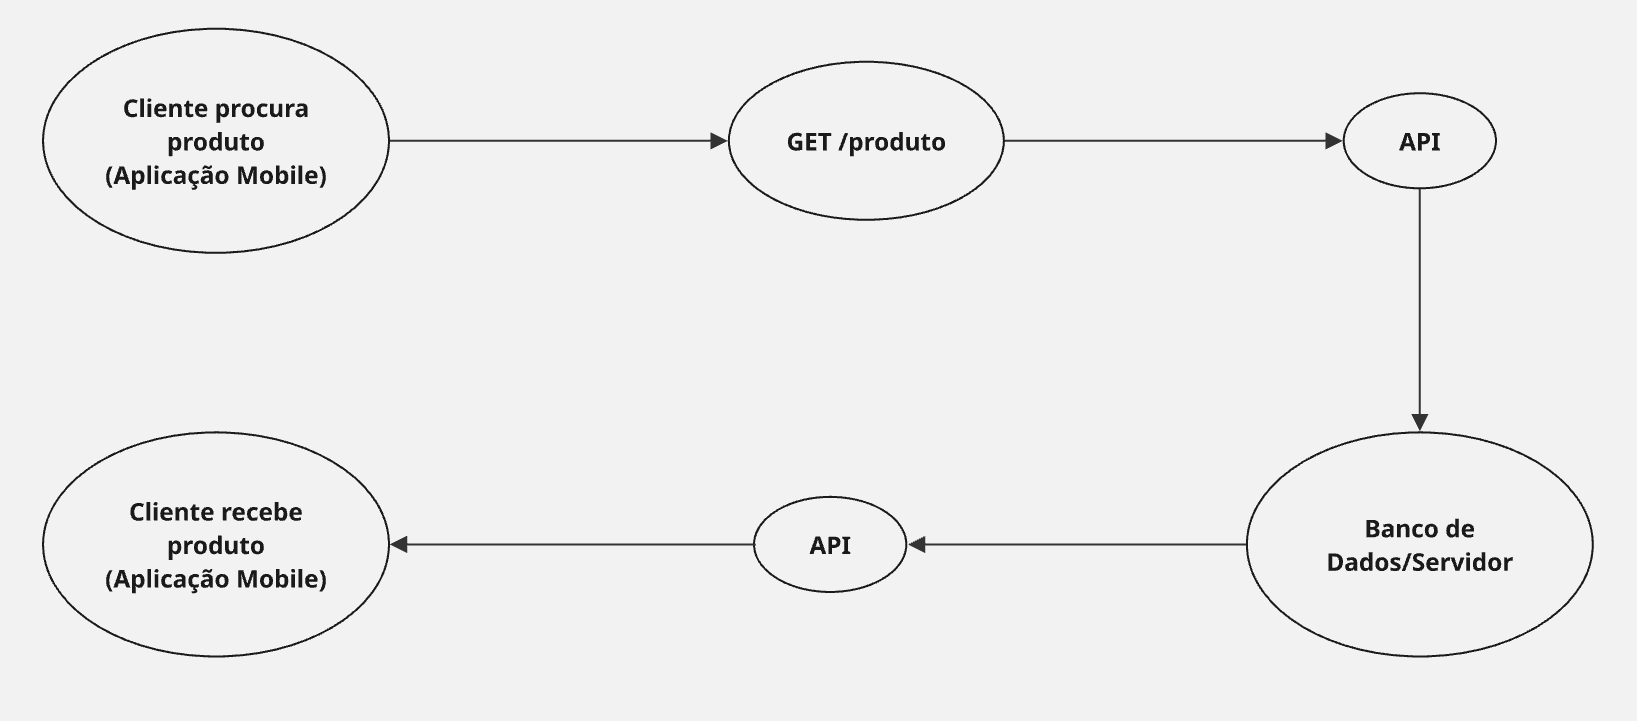 Cliente procura
produto
(Aplicação Mobile)
GET /produto
API
Cliente recebe
produto
(Aplicação Mobile)
API
Banco de
Dados/Servidor